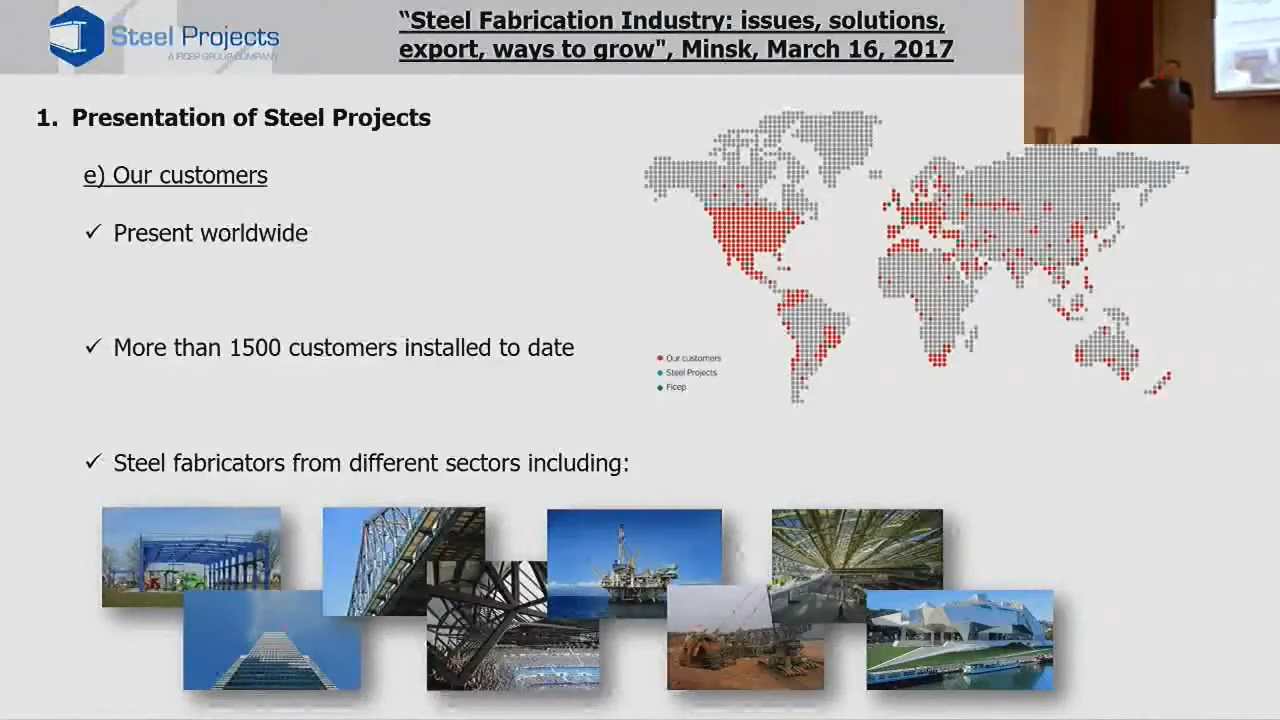 Steel Projects
A FICEP GROUP COMPANY
“Steel Fabrication Industry: issues, solutions,
export, ways to grow", Minsk, March 16, 2017
1. Presentation of Steel Projects
e) Our customers
✓ Present worldwide
✓ More than 1500 customers installed to date
Our customers
Steel Projects
Ficep
✓ Steel fabricators from different sectors including: